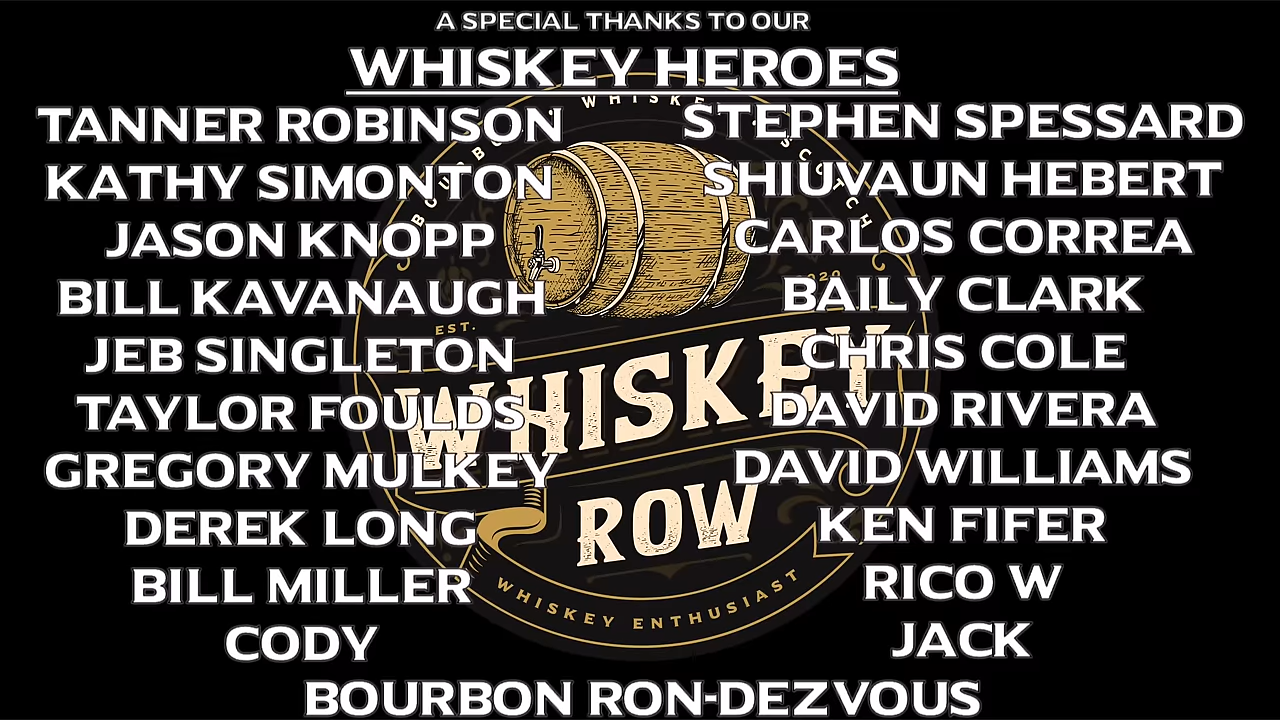 A SPECIAL THANKS TO OUR
WHISKEY HEROES
TANNER ROBINSON
KATHY SIMONTON
JASON KNOPP
BILL KAVANAUGH
JEB SINGLETON
TAYLOR FOULDS
GREGORY MULKEY
DEREK LONG
BILL MILLER
CODY
STEPHEN SPESSARD
SHIUVAUN HEBERT
CARLOS CORREA
BAILY CLARK
CHRIS COLE
DAVID RIVERA
DAVID WILLIAMS
KEN FIFER
RICO W
JACK
BOURBON RON-DEZVOUS
EST.
WHISKEY
ROW
WHISKEY ENTHUSIAST